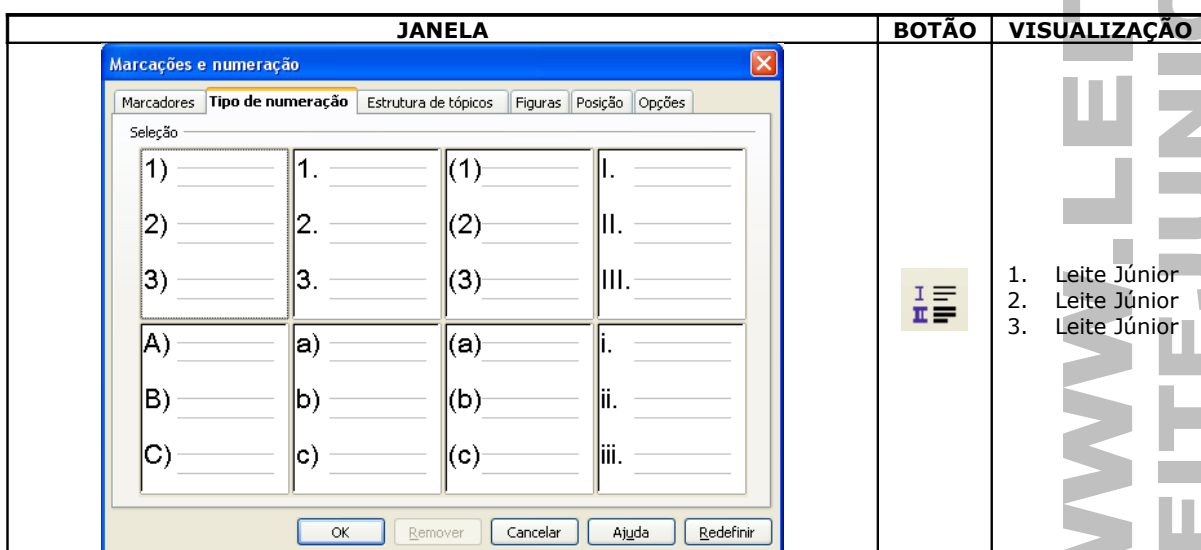 JANELA BOTÃO VISUALIZAÇÃO
Marcações e numeração
Marcadores Tipo de numeração Estrutura de tópicos Figuras Posição Opções
Seleção
1) 1. (1) I.
2) 2. (2) II.
3) 3. (3) III.
A) a) (a) i.
B) b) (b) ii.
C) c) (c) iii.
OK Remover Cancelar Ajuda Redefinir
I
II
1. Leite Júnior
2. Leite Júnior
3. Leite Júnior